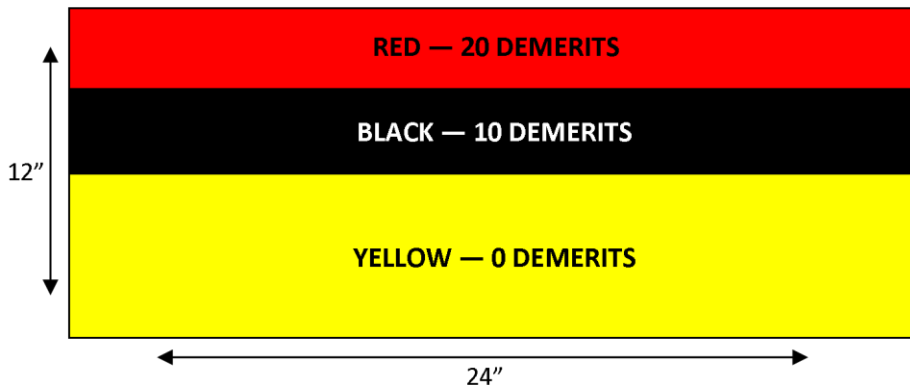 RED — 20 DEMERITS
BLACK — 10 DEMERITS
12”
YELLOW — 0 DEMERITS
24”